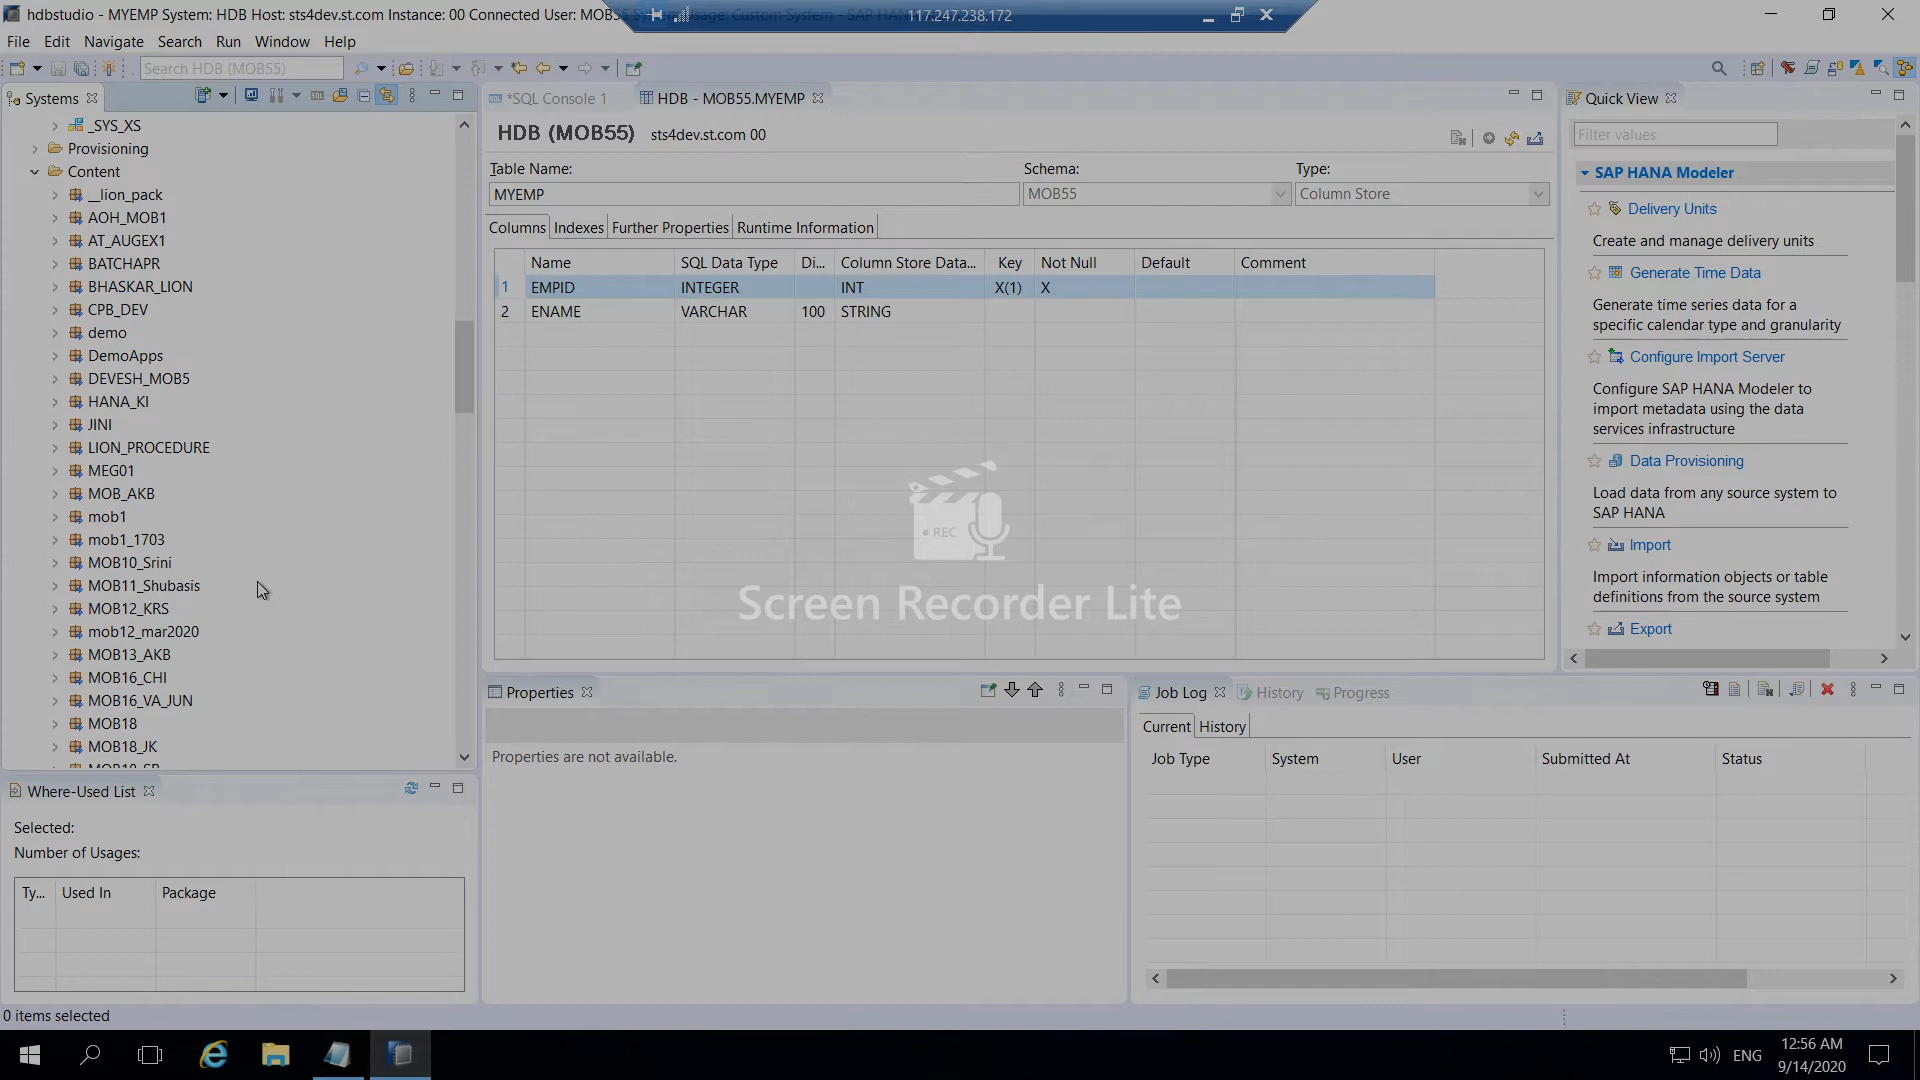 hdbstudio - MYEMP System: HDB Host: sts4dev.st.com Instance: 00 Connected User: MOB55 System Usage: Custom System - SAP HANA
117.247.238.172
File Edit Navigate Search Run Window Help
Search HDB (MOB55)
Systems
_SYS_XS
Provisioning
Content
__lion_pack
AOH_MOB1
AT_AUGEX1
BATCHAPR
BHASKAR_LION
CPB_DEV
demo
DemoApps
DEVESH_MOB5
HANA_KI
JINI
LION_PROCEDURE
MEG01
MOB_AKB
mob1
mob1_1703
MOB10_Srini
MOB11_Shubasis
MOB12_KRS
mob12_mar2020
MOB13_AKB
MOB16_CHI
MOB16_VA_JUN
MOB18
MOB18_JK
Where-Used List
Selected:
Number of Usages:
Ty... Used In Package
0 items selected
*SQL Console 1
HDB - MOB55.MYEMP
HDB (MOB55) sts4dev.st.com 00
Table Name: Schema: Type:
MYEMP MOB55 Column Store
Columns Indexes Further Properties Runtime Information
Name SQL Data Type Di... Column Store Data... Key Not Null Default Comment
1 EMPID INTEGER INT X(1) X
2 ENAME VARCHAR 100 STRING
REC
Screen Recorder Lite
Properties
Properties are not available.
Job Log History Progress
Current History
Job Type System User Submitted At Status
Quick View
Filter values
SAP HANA Modeler
Delivery Units
Create and manage delivery units
Generate Time Data
Generate time series data for a
specific calendar type and granularity
Configure Import Server
Configure SAP HANA Modeler to
import metadata using the data
services infrastructure
Data Provisioning
Load data from any source system to
SAP HANA
Import
Import information objects or table
definitions from the source system
Export
ENG
12:56 AM
9/14/2020